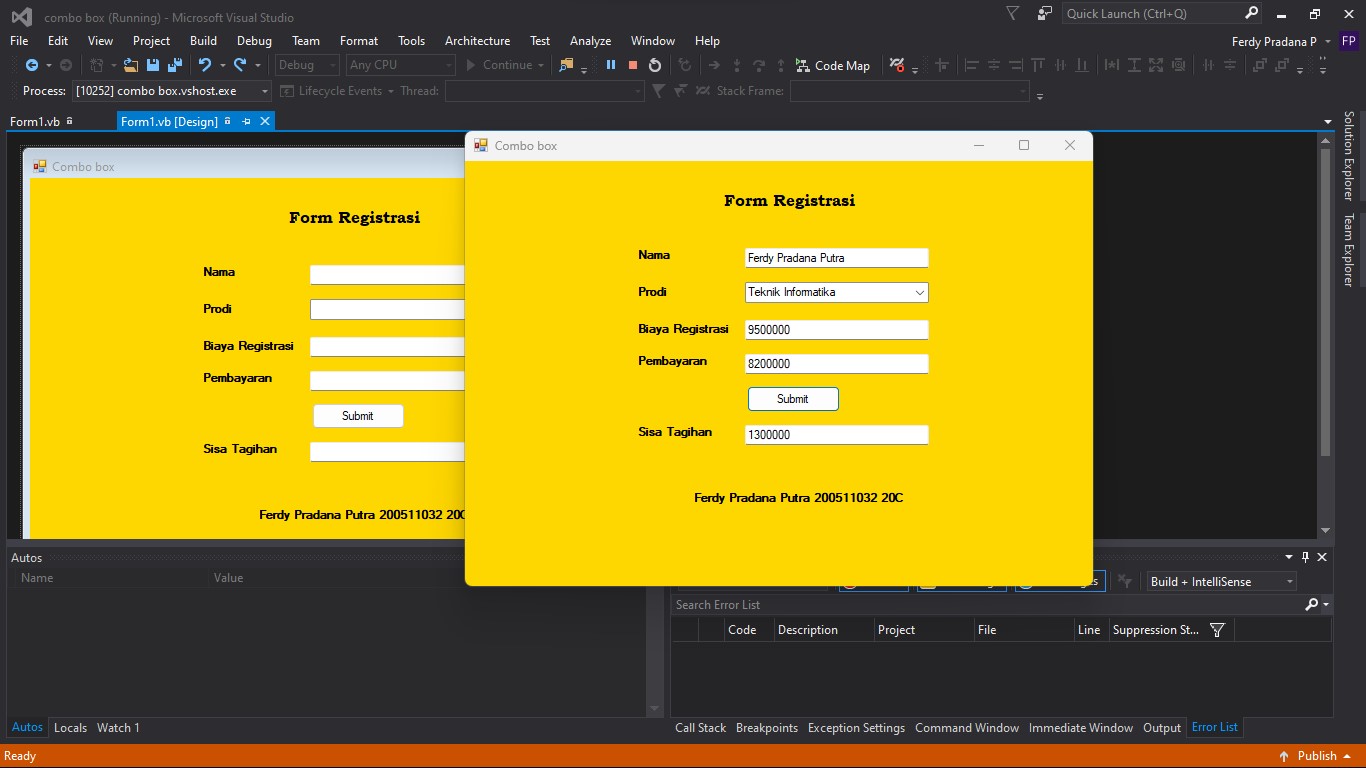 combo box (Running) - Microsoft Visual Studio
Quick Launch (Ctrl+Q)
File Edit View Project Build Debug Team Format Tools Architecture Test Analyze Window Help
Ferdy Pradana P FP
Debug Any CPU Continue Code Map
Process: [10252] combo box.vshost.exe Lifecycle Events Thread: Stack Frame:
Form1.vb Form1.vb [Design]
Solution Explorer
Team Explorer
Combo box
Form Registrasi
Nama
Prodi
Biaya Registrasi
Pembayaran
Submit
Sisa Tagihan
Ferdy Pradana Putra 200511032 20C
Combo box
Form Registrasi
Nama Ferdy Pradana Putra
Prodi Teknik Informatika
Biaya Registrasi 9500000
Pembayaran 8200000
Submit
Sisa Tagihan 1300000
Ferdy Pradana Putra 200511032 20C
Autos
Name Value
Build + IntelliSense
Search Error List
Code Description Project File Line Suppression St...
Autos Locals Watch 1
Call Stack Breakpoints Exception Settings Command Window Immediate Window Output Error List
Ready
Publish